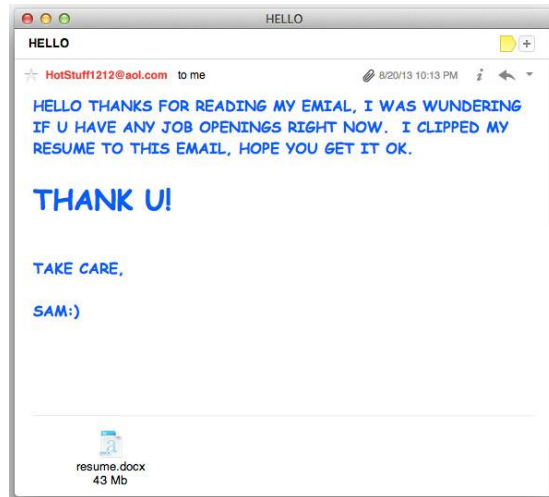 HELLO
HELLO
HotStuff1212@aol.com to me 8/20/13 10:13 PM i
HELLO THANKS FOR READING MY EMIAL, I WAS WUNDERING
IF U HAVE ANY JOB OPENINGS RIGHT NOW. I CLIPPED MY
RESUME TO THIS EMAIL, HOPE YOU GET IT OK.
THANK U!
TAKE CARE,
SAM:)
a
resume.docx
43 Mb